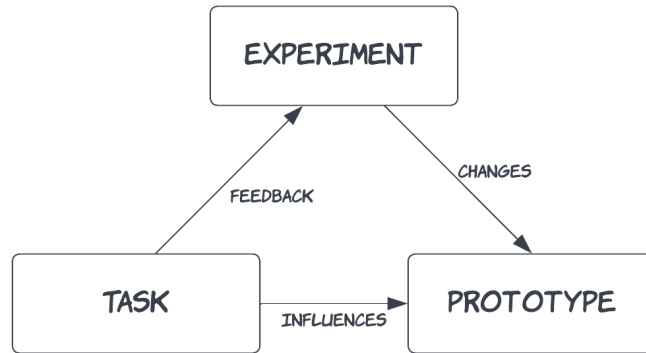 EXPERIMENT
FEEDBACK
CHANGES
TASK
INFLUENCES
PROTOTYPE